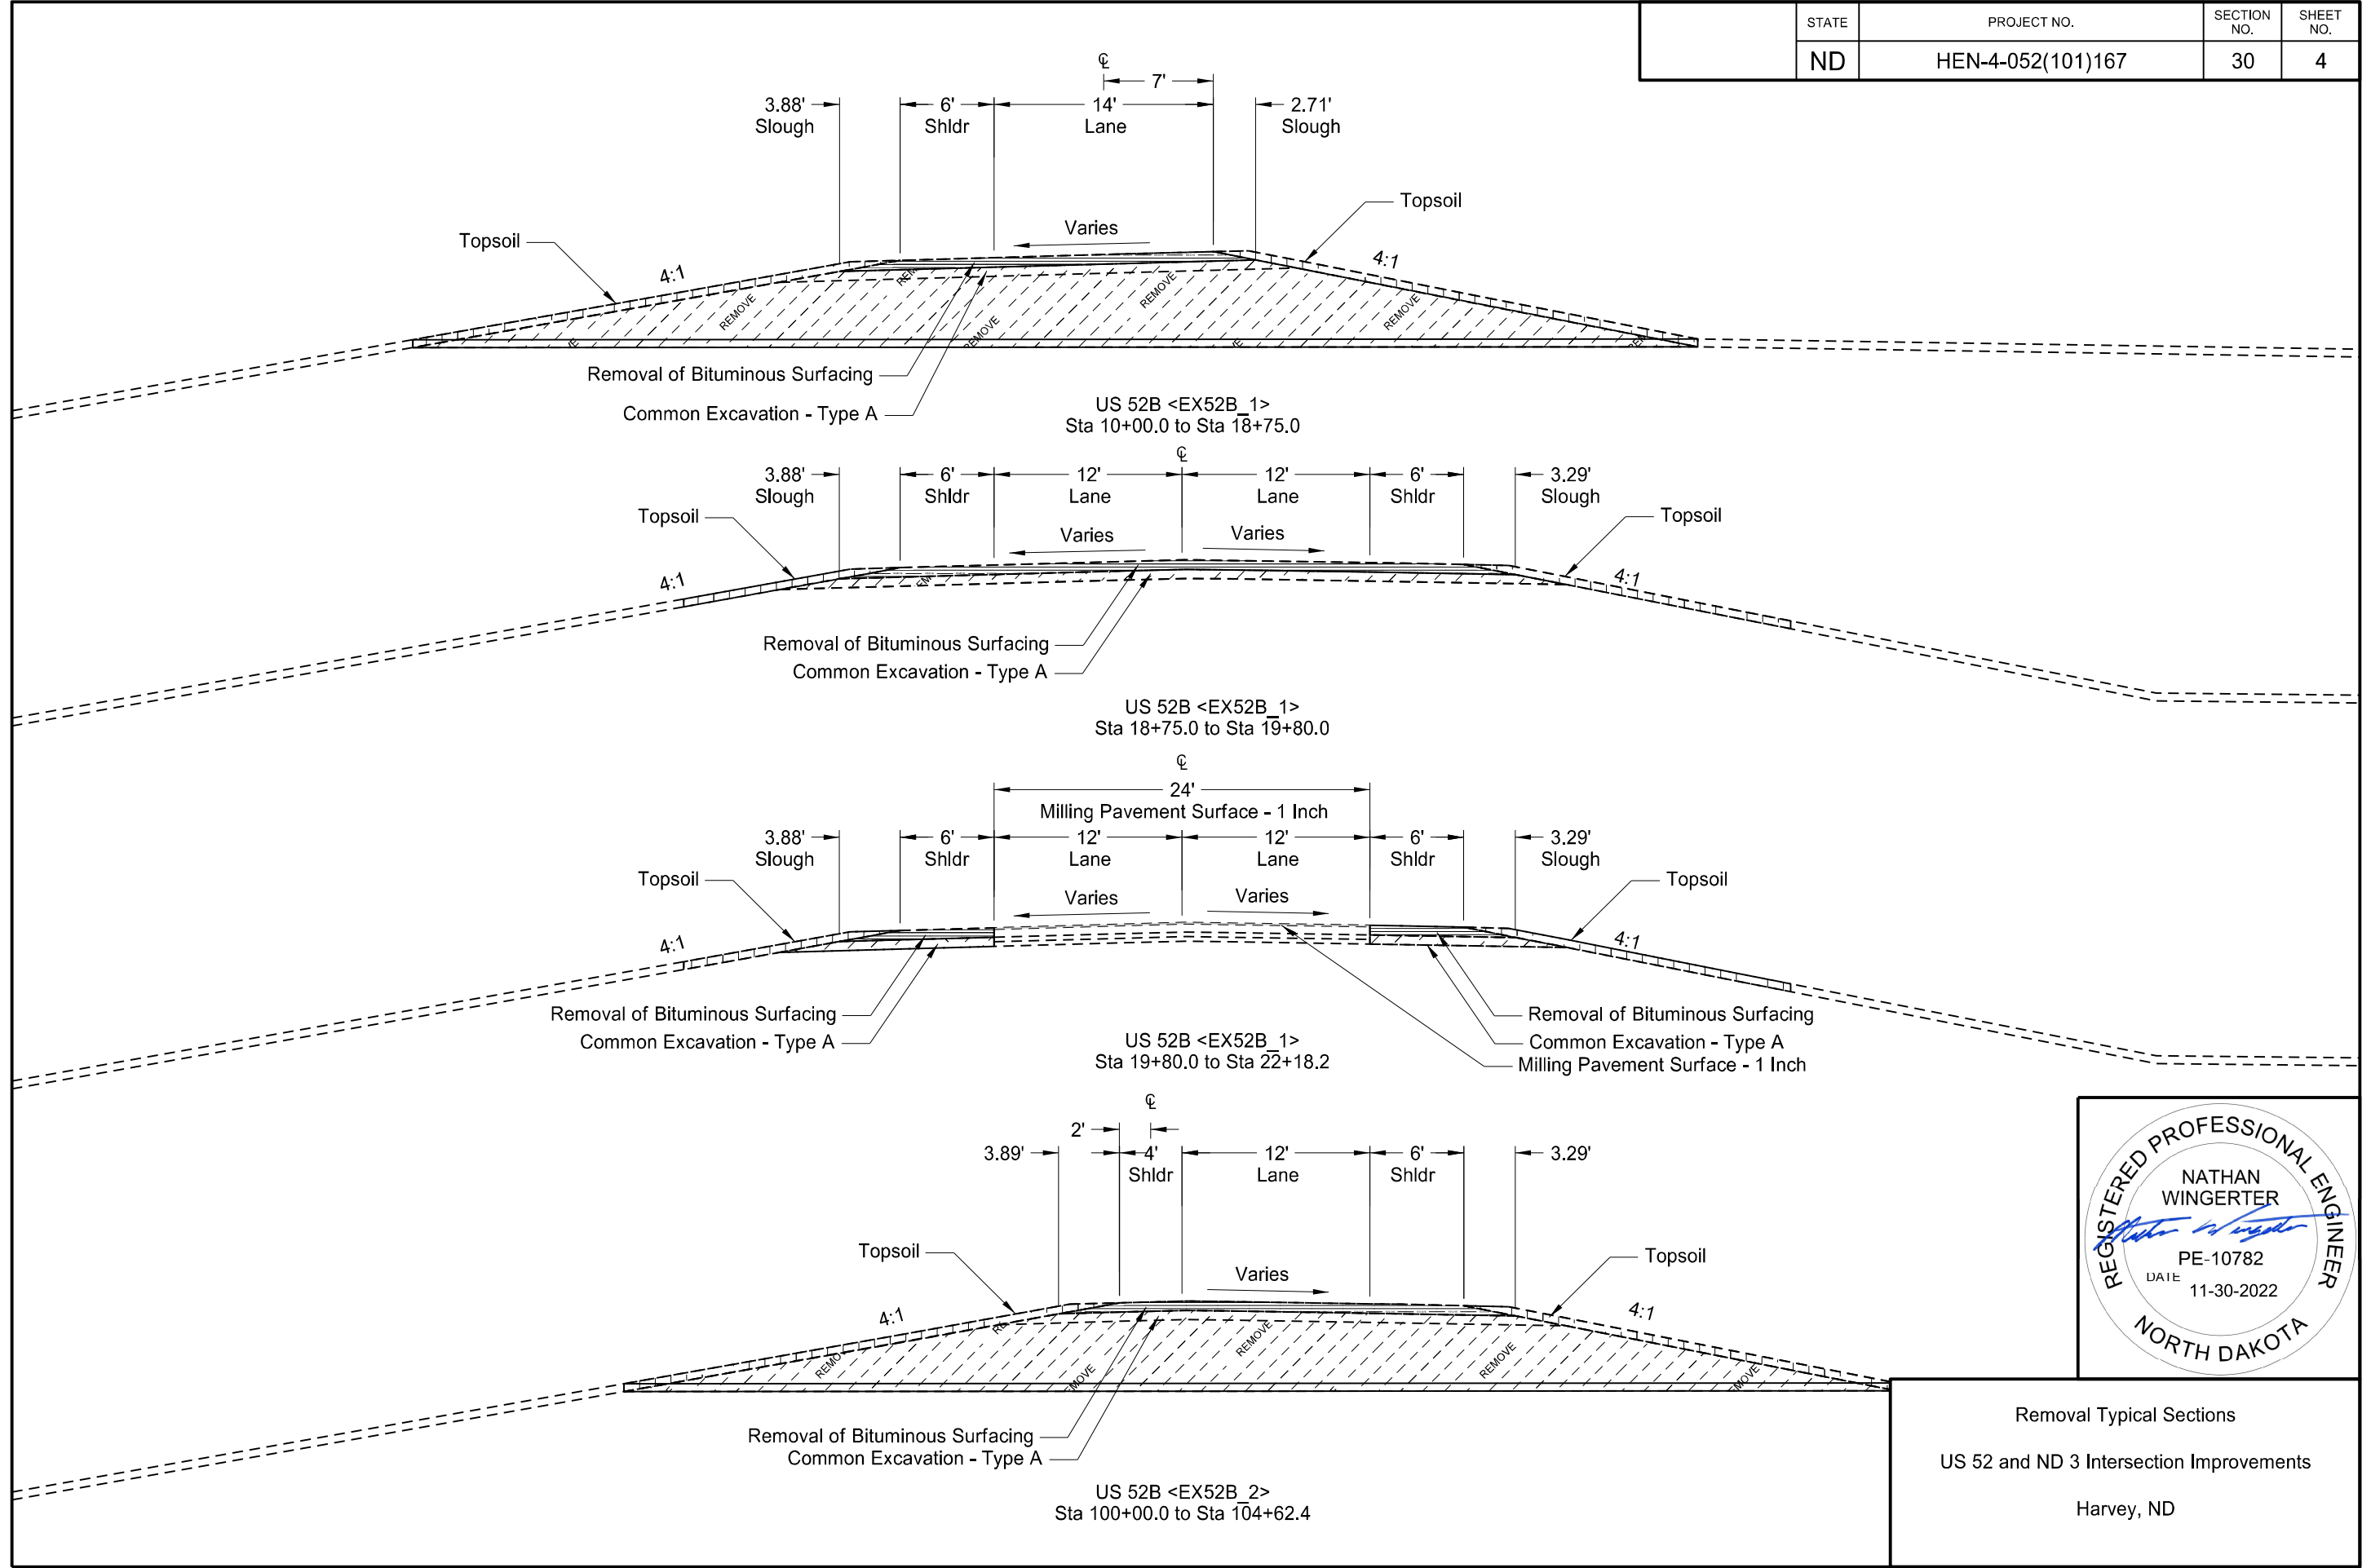 STATE
PROJECT NO.
SECTION NO.
SHEET NO.
ND
HEN-4-052(101)167
30
4
℄
7'
3.88'
6'
14'
2.71'
Slough
Shldr
Lane
Slough
Topsoil
Varies
Topsoil
4:1
4:1
REMOVE
REMOVE
REMOVE
REMOVE
Removal of Bituminous Surfacing
Common Excavation - Type A
US 52B <EX52B_1>
Sta 10+00.0 to Sta 18+75.0
℄
3.88'
6'
12'
12'
6'
3.29'
Slough
Shldr
Lane
Lane
Shldr
Slough
Topsoil
Varies
Varies
Topsoil
4:1
4:1
Removal of Bituminous Surfacing
Common Excavation - Type A
US 52B <EX52B_1>
Sta 18+75.0 to Sta 19+80.0
℄
24'
Milling Pavement Surface - 1 Inch
3.88'
6'
12'
12'
6'
3.29'
Slough
Shldr
Lane
Lane
Shldr
Slough
Topsoil
Varies
Varies
Topsoil
4:1
4:1
Removal of Bituminous Surfacing
Common Excavation - Type A
Removal of Bituminous Surfacing
Common Excavation - Type A
Milling Pavement Surface - 1 Inch
US 52B <EX52B_1>
Sta 19+80.0 to Sta 22+18.2
℄
2'
3.89'
4'
12'
6'
3.29'
Shldr
Lane
Shldr
Topsoil
Varies
Topsoil
4:1
4:1
REMO
MOVE
REMOVE
REMOVE
MOVE
Removal of Bituminous Surfacing
Common Excavation - Type A
US 52B <EX52B_2>
Sta 100+00.0 to Sta 104+62.4
REGISTERED PROFESSIONAL ENGINEER
NATHAN
WINGERTER
PE-10782
DATE
11-30-2022
NORTH DAKOTA
Removal Typical Sections
US 52 and ND 3 Intersection Improvements
Harvey, ND